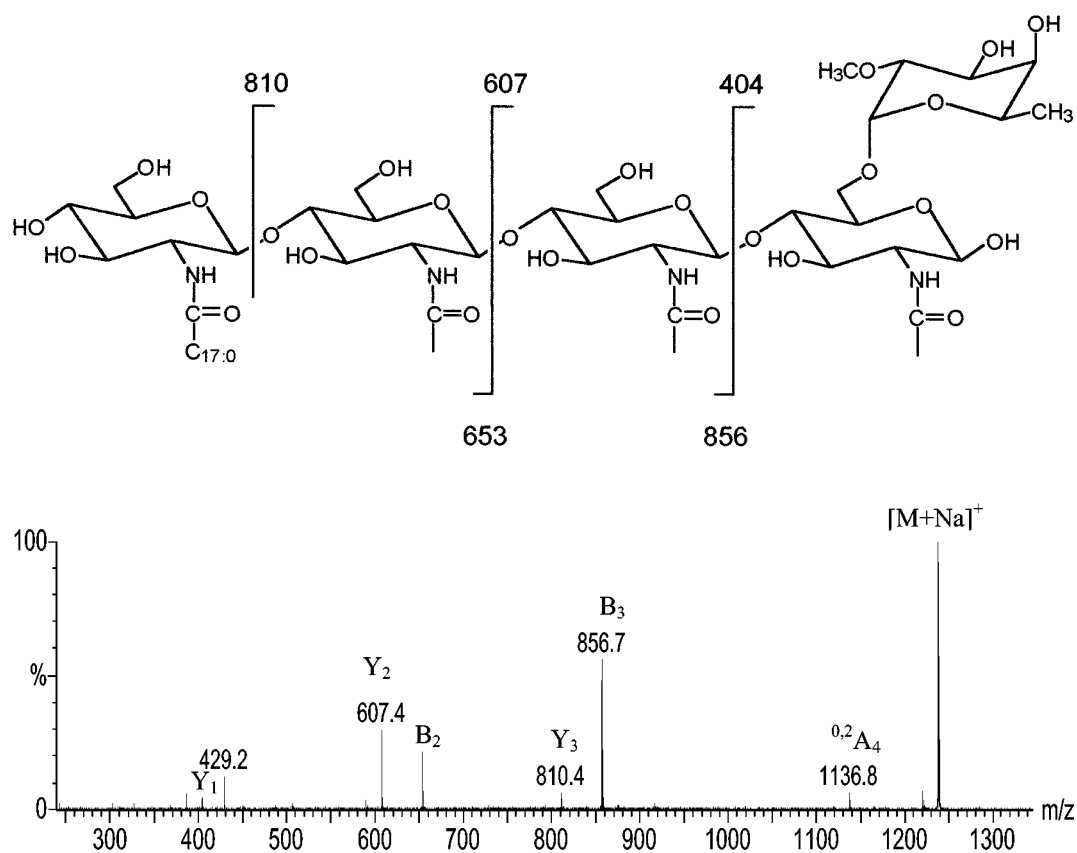 810 607 404
OH
H3CO OH
O CH3
OH OH OH O
O O O O
HO O O O OH
HO HO HO HO
NH NH NH NH
C=O C=O C=O C=O
C17:0
653 856
[M+Na]+
100
B3
856.7
Y2
% 607.4
B2 Y3 0,2A4
429.2 810.4 1136.8
Y1
0 m/z
300 400 500 600 700 800 900 1000 1100 1200 1300